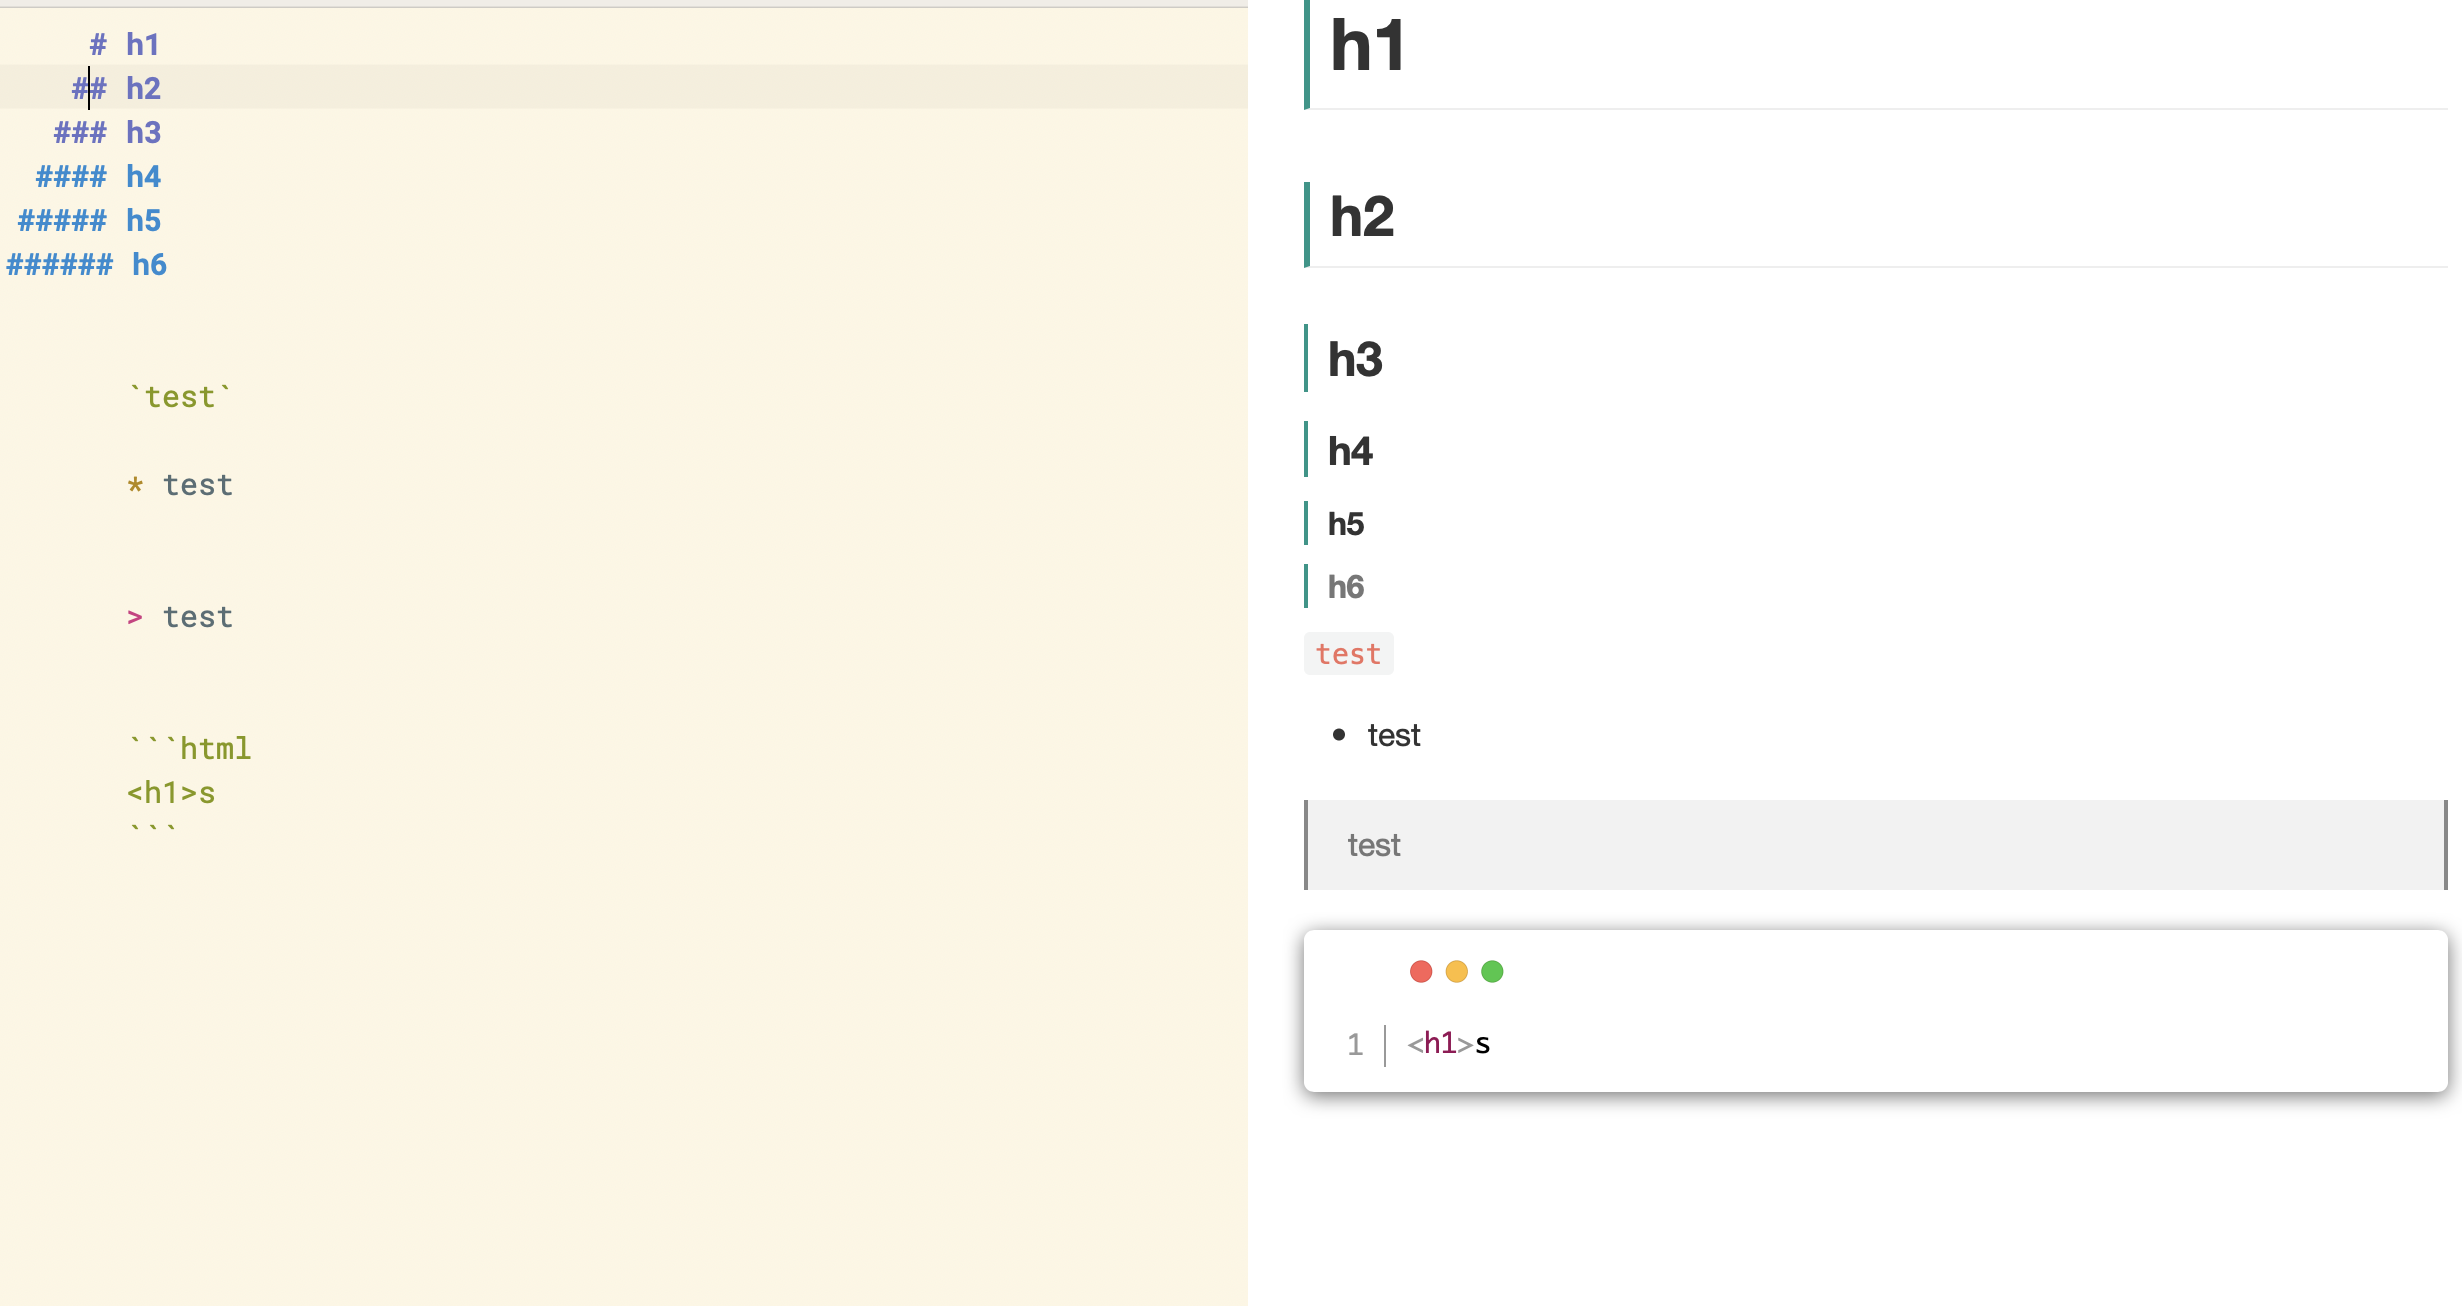 # h1
## h2
### h3
#### h4
##### h5
###### h6
`test`
* test
> test
```html
<h1>s
```
h1
h2
h3
h4
h5
h6
test
• test
test
1 <h1>s